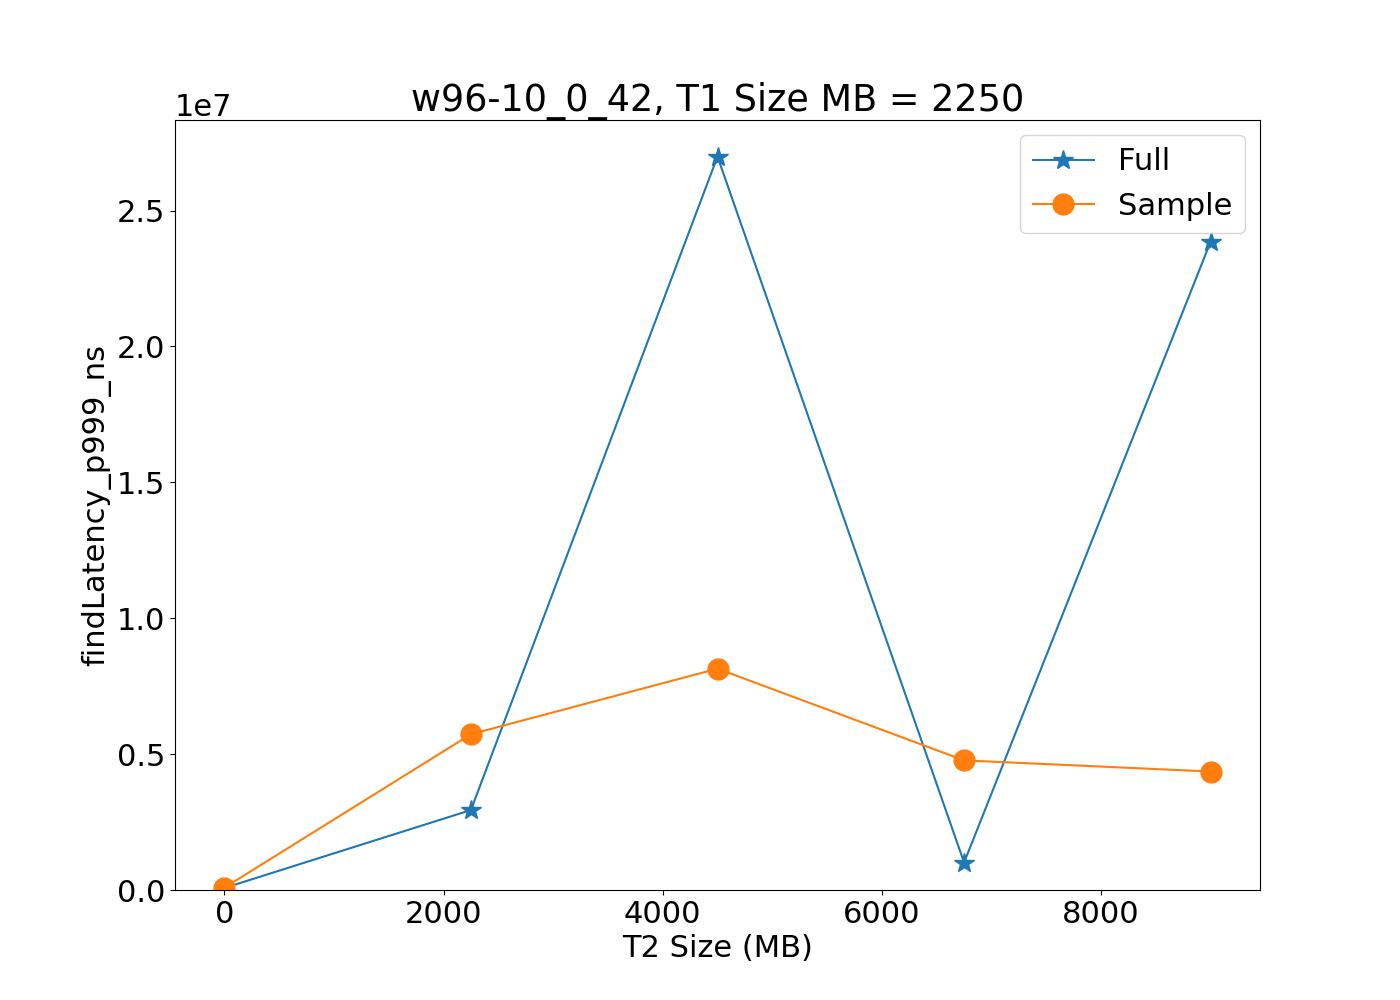 w96-10_0_42, T1 Size MB = 2250
1e7
Full
Sample
2.5
2.0
1.5
1.0
0.5
0.0
findLatency_p999_ns
0 2000 4000 6000 8000
T2 Size (MB)